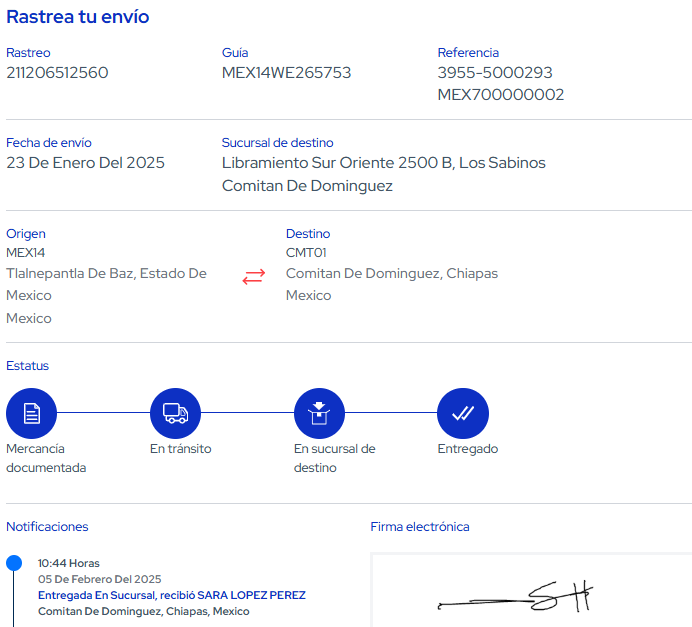 Rastrea tu envío
Rastreo
211206512560
Guía
MEX14WE265753
Referencia
3955-5000293
MEX700000002
Fecha de envío
23 De Enero Del 2025
Sucursal de destino
Libramiento Sur Oriente 2500 B, Los Sabinos
Comitan De Dominguez
Origen
MEX14
Tlalnepantla De Baz, Estado De
Mexico
Mexico
Destino
CMT01
Comitan De Dominguez, Chiapas
Mexico
Estatus
Mercancía
documentada
En tránsito
En sucursal de
destino
Entregado
Notificaciones
10:44 Horas
05 De Febrero Del 2025
Entregada En Sucursal, recibió SARA LOPEZ PEREZ
Comitan De Dominguez, Chiapas, Mexico
Firma electrónica